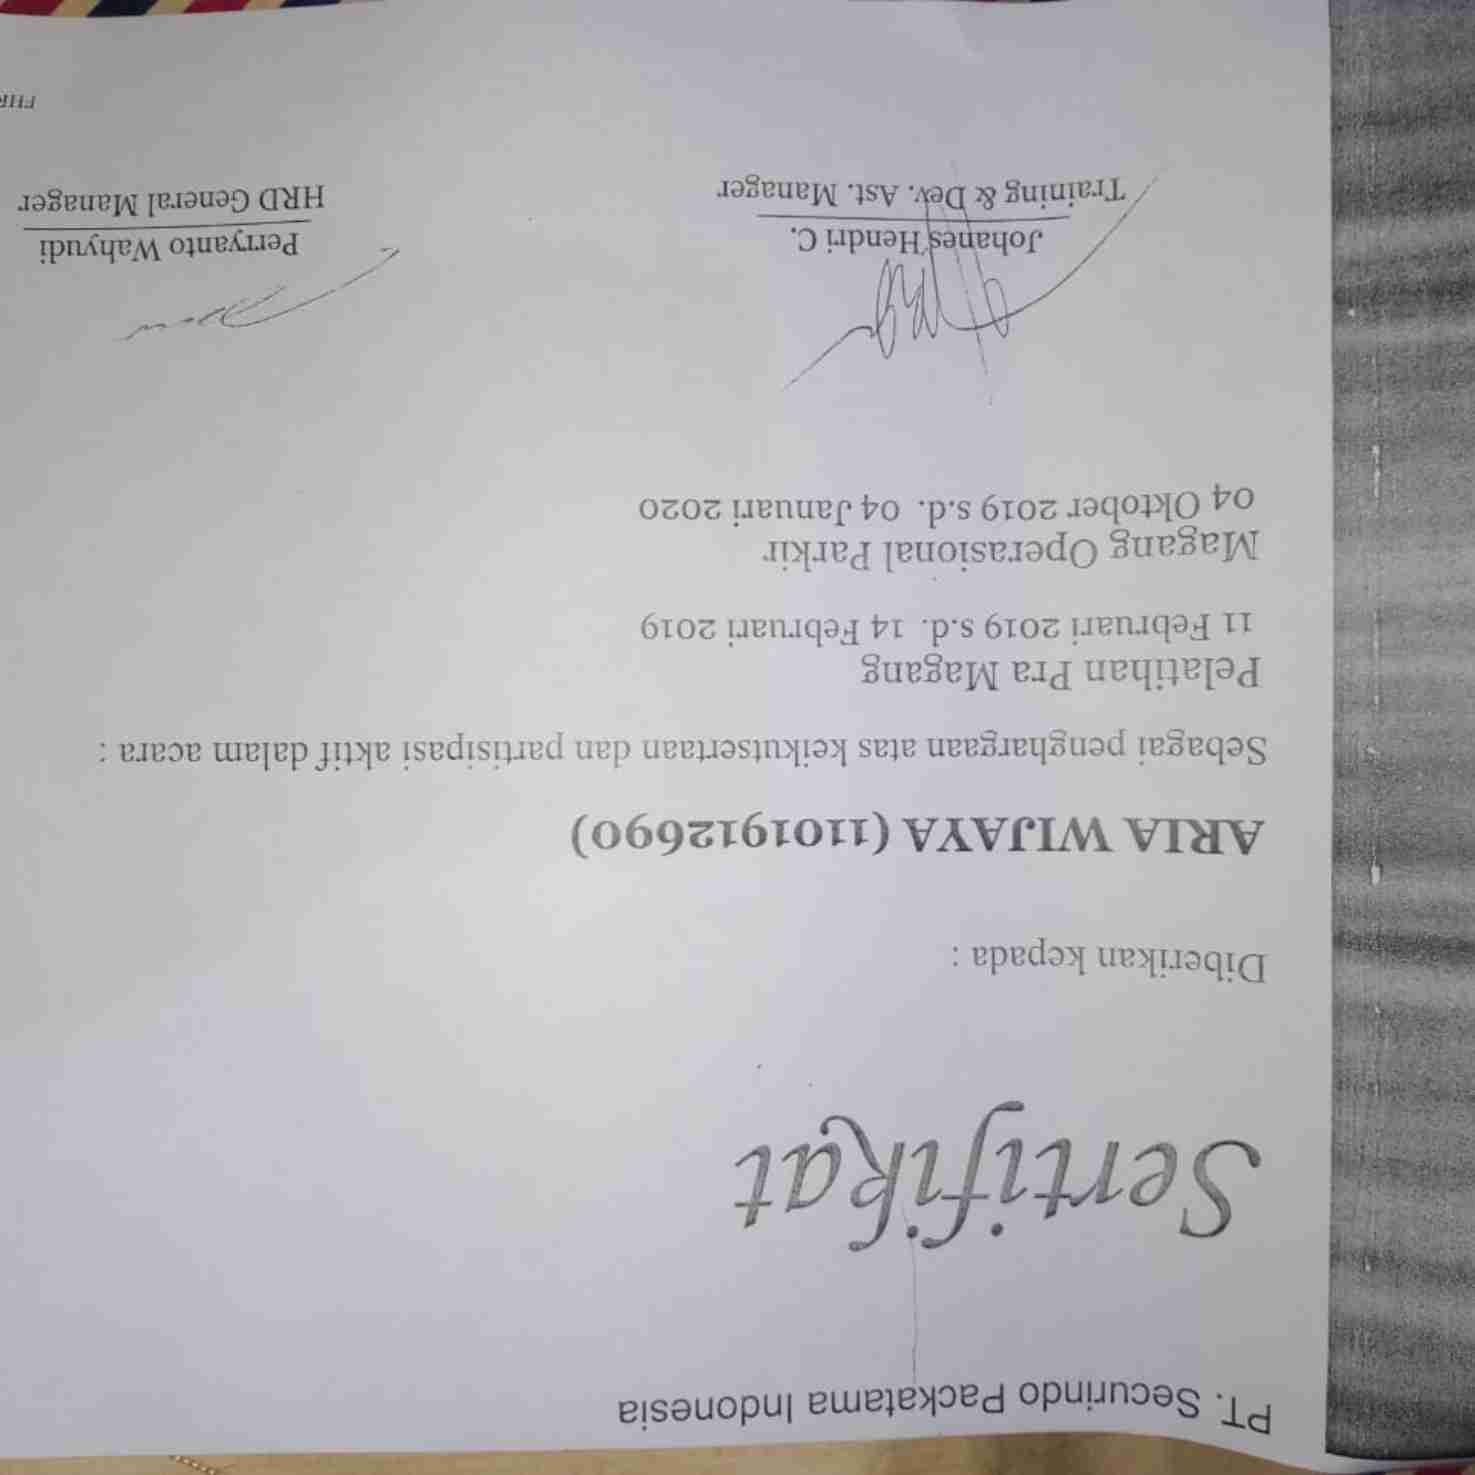 PT. Securindo Packatama Indonesia
Sertifikat
Diberikan kepada :
ARIA WIJAYA (1101912690)
Sebagai penghargaan atas keikutsertaan dan partisipasi aktif dalam acara :
Pelatihan Pra Magang
11 Februari 2019 s.d. 14 Februari 2019
Magang Operasional Parkir
04 Oktober 2019 s.d. 04 Januari 2020
Johanes Hendri C.
Training & Dev. Ast. Manager
Perryanto Wahyudi
HRD General Manager